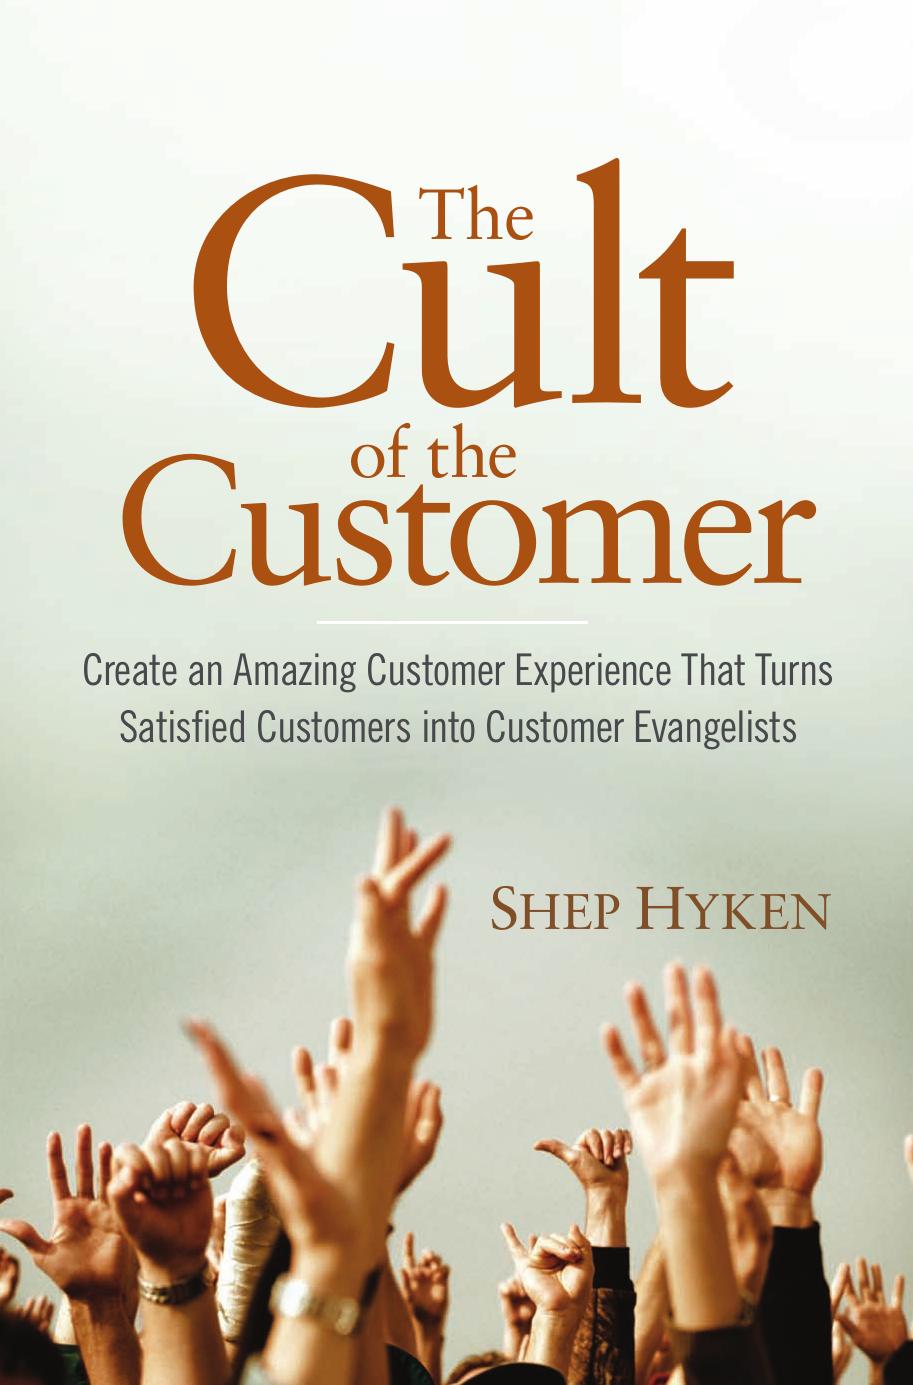 The
Cult
of the
Customer
Create an Amazing Customer Experience That Turns
Satisfied Customers into Customer Evangelists
SHEP HYKEN